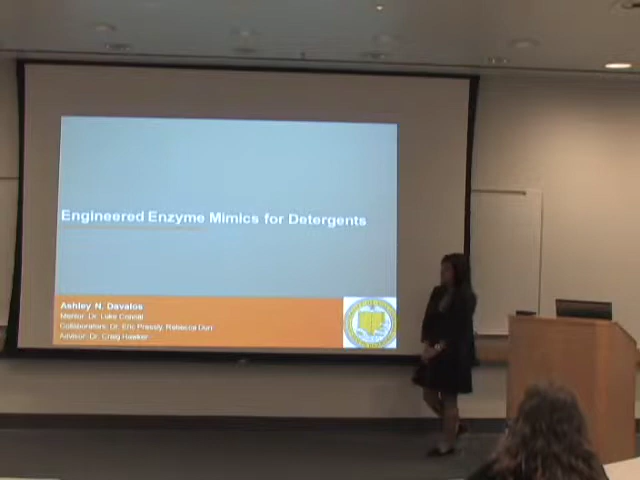 Engineered Enzyme Mimics for Detergents
Ashley N. Davalos
Mentor: Dr. Luke Connal
Collaborators: Dr. Eric Pressly, Rebecca
Advisor: Dr. Craig Hawker